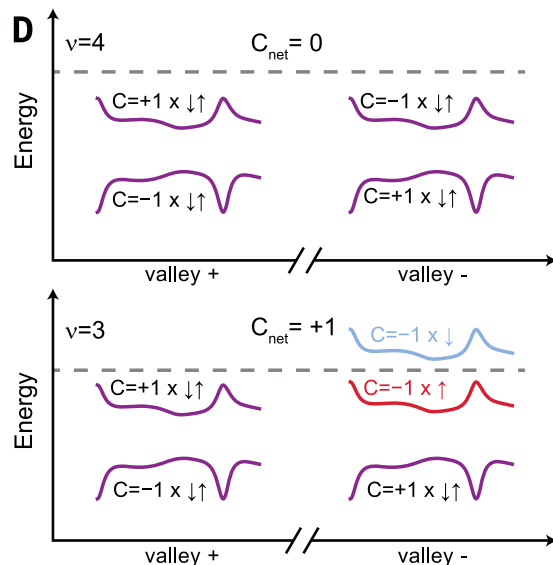 D
ν=4
C_net = 0
C=+1 x ↓↑
C=−1 x ↓↑
C=−1 x ↓↑
C=+1 x ↓↑
Energy
valley +
valley -
ν=3
C_net = +1
C=−1 x ↓
C=+1 x ↓↑
C=−1 x ↑
C=−1 x ↓↑
C=+1 x ↓↑
Energy
valley +
valley -